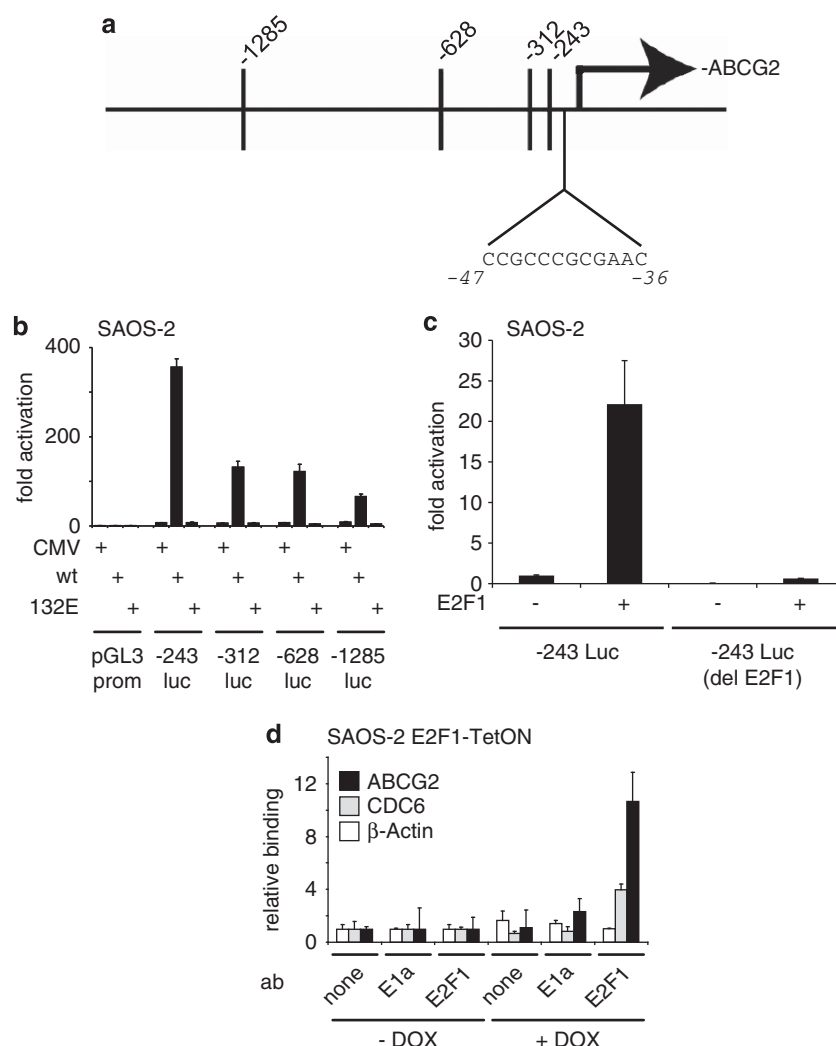 a
-1285 -628 -312 -243
-ABCG2
CCGCCCGCGAAC
-47 -36
b SAOS-2
400
200
0
fold activation
CMV + + + + +
wt + + + + +
132E + + + + +
pGL3 prom -243 luc -312 luc -628 luc -1285 luc
c SAOS-2
30
25
20
15
10
5
0
fold activation
E2F1 - + - +
-243 Luc -243 Luc (del E2F1)
d SAOS-2 E2F1-TetON
12
8
4
0
relative binding
ABCG2
CDC6
β-Actin
ab none E1a E2F1 none E1a E2F1
- DOX + DOX